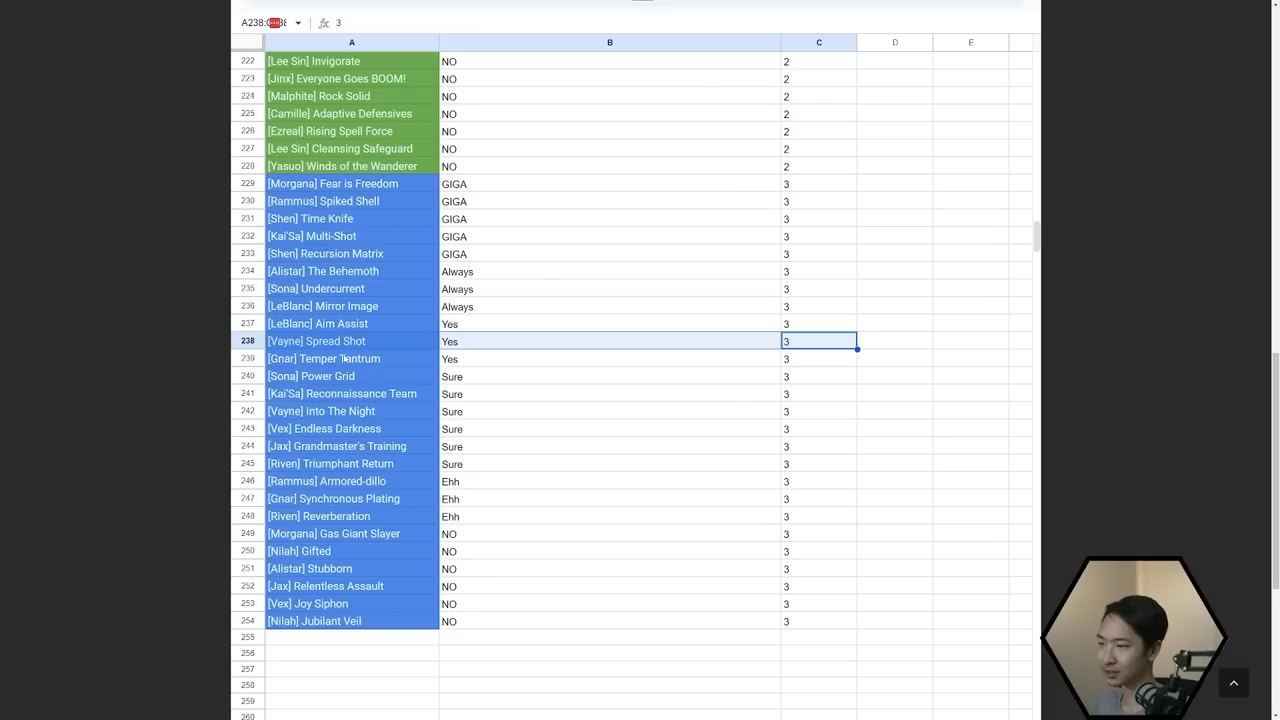 3
A B C D E
222 [Lee Sin] Invigorate NO 2
223 [Jinx] Everyone Goes BOOM! NO 2
224 [Malphite] Rock Solid NO 2
225 [Camille] Adaptive Defensives NO 2
226 [Ezreal] Rising Spell Force NO 2
227 [Lee Sin] Cleansing Safeguard NO 2
228 [Yasuo] Winds of the Wanderer NO 2
229 [Morgana] Fear is Freedom GIGA 3
230 [Rammus] Spiked Shell GIGA 3
231 [Shen] Time Knife GIGA 3
232 [Kai'Sa] Multi-Shot GIGA 3
233 [Shen] Recursion Matrix GIGA 3
234 [Alistar] The Behemoth Always 3
235 [Sona] Undercurrent Always 3
236 [LeBlanc] Mirror Image Always 3
237 [LeBlanc] Aim Assist Yes 3
238 [Vayne] Spread Shot Yes 3
239 [Gnar] Temper Tantrum Yes 3
240 [Sona] Power Grid Sure 3
241 [Kai'Sa] Reconnaissance Team Sure 3
242 [Vayne] Into The Night Sure 3
243 [Vex] Endless Darkness Sure 3
244 [Jax] Grandmaster's Training Sure 3
245 [Riven] Triumphant Return Sure 3
246 [Rammus] Armored-dillo Ehh 3
247 [Gnar] Synchronous Plating Ehh 3
248 [Riven] Reverberation Ehh 3
249 [Morgana] Gas Giant Slayer NO 3
250 [Nilah] Gifted NO 3
251 [Alistar] Stubborn NO 3
252 [Jax] Relentless Assault NO 3
253 [Vex] Joy Siphon NO 3
254 [Nilah] Jubilant Veil NO 3
255
256
257
258
259
260